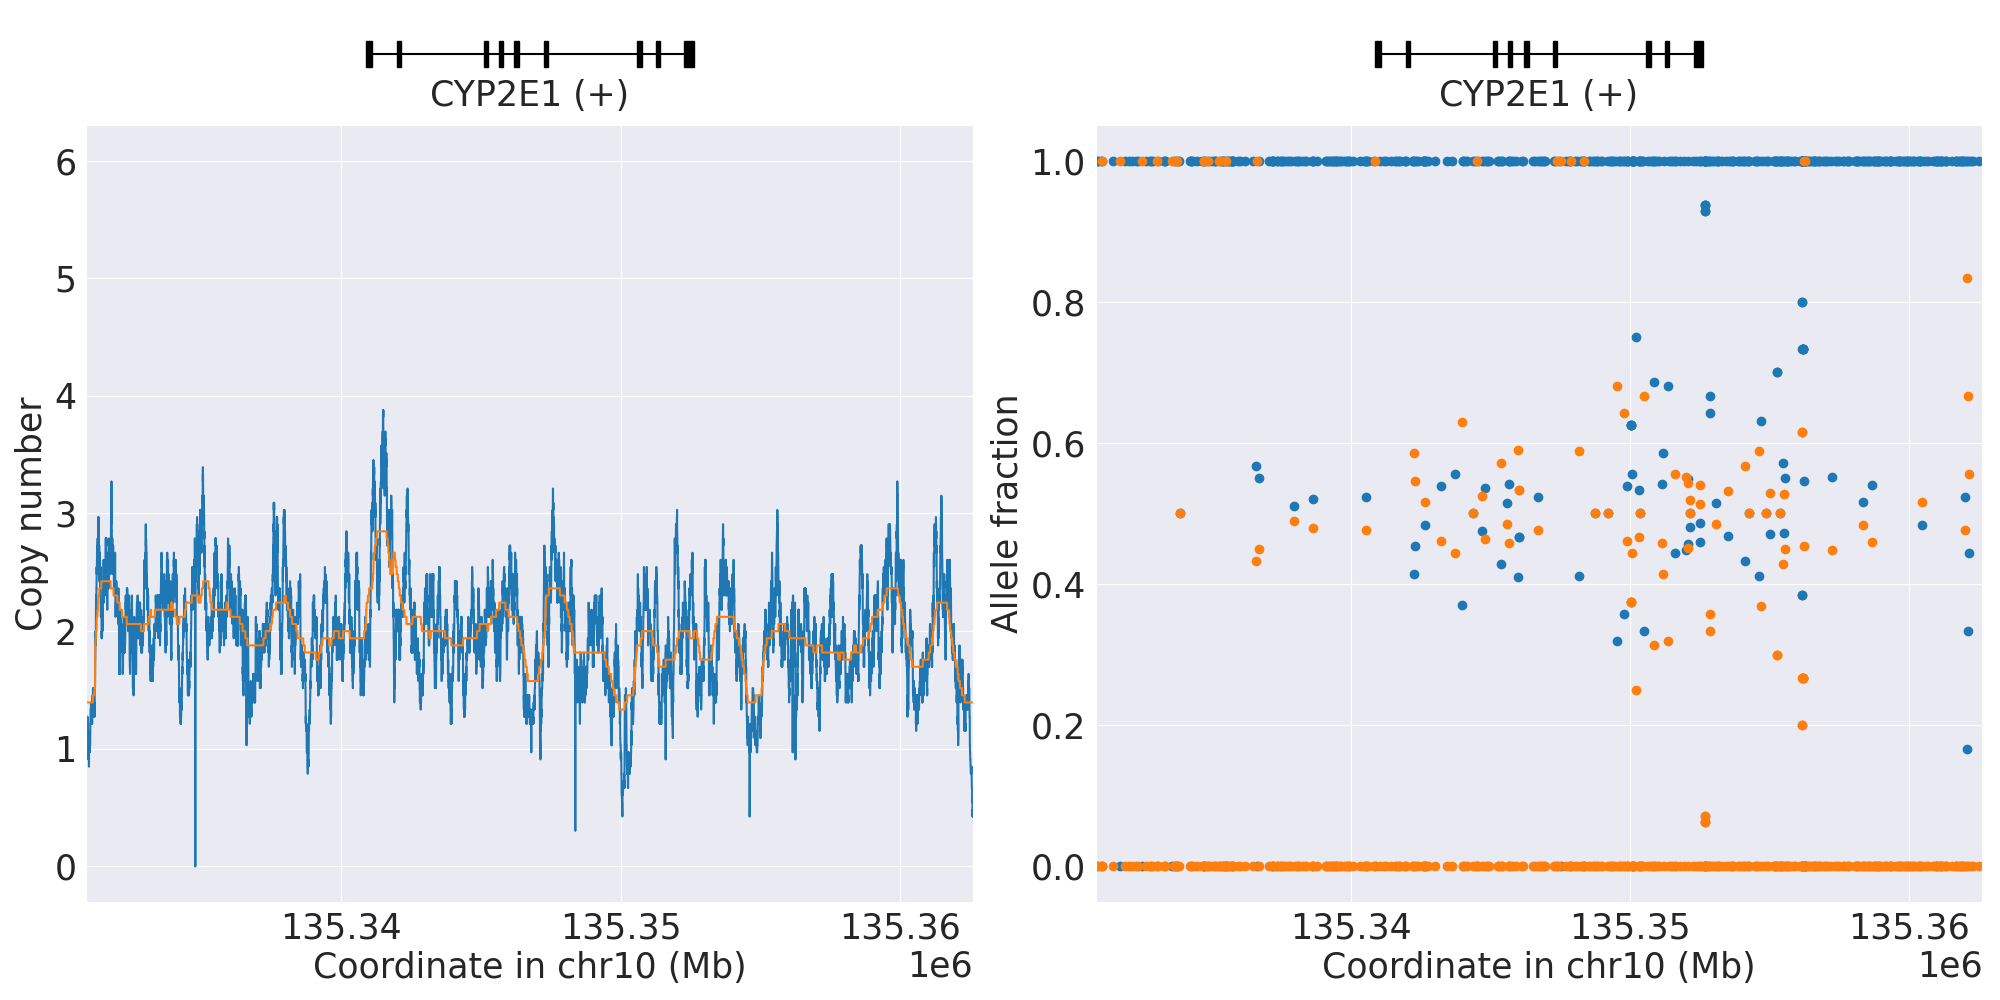 CYP2E1 (+)
6
5
4
3
2
1
0
Copy number
135.34 135.35 135.36
Coordinate in chr10 (Mb)
1e6
CYP2E1 (+)
1.0
0.8
0.6
0.4
0.2
0.0
Allele fraction
135.34 135.35 135.36
Coordinate in chr10 (Mb)
1e6